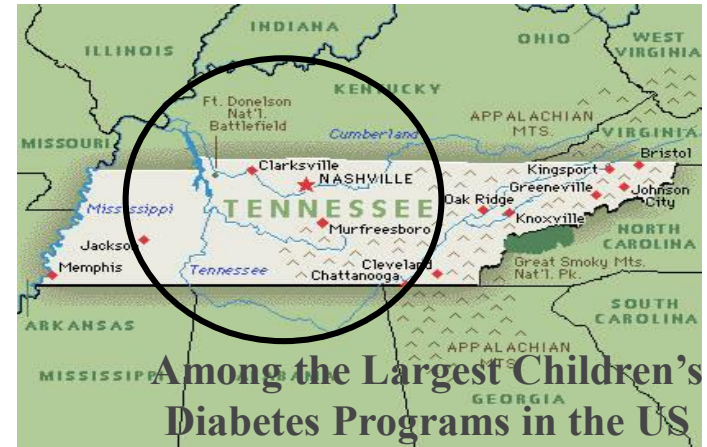 INDIANA
OHIO
WEST
VIRGINIA
ILLINOIS
KENTUCKY
Ft. Donelson
Nat'l.
Battlefield
APPALACHIAN
MTS.
MISSOURI
Cumberland
VIRGINIA
Bristol
Clarksville
Kingsport
NASHVILLE
Greeneville
Johnson
City
Oak Ridge
Mississippi
TENNESSEE
Knoxville
Murfreesboro
NORTH
CAROLINA
Jackson
Memphis
Tennessee
Cleveland
Chattanooga
Great Smoky Mts.
Nat'l. Pk.
SOUTH
CAROLINA
ARKANSAS
APPALACHIAN
MTS.
MISSISSIPPI
ALABAMA
GEORGIA
Among the Largest Children's
Diabetes Programs in the US